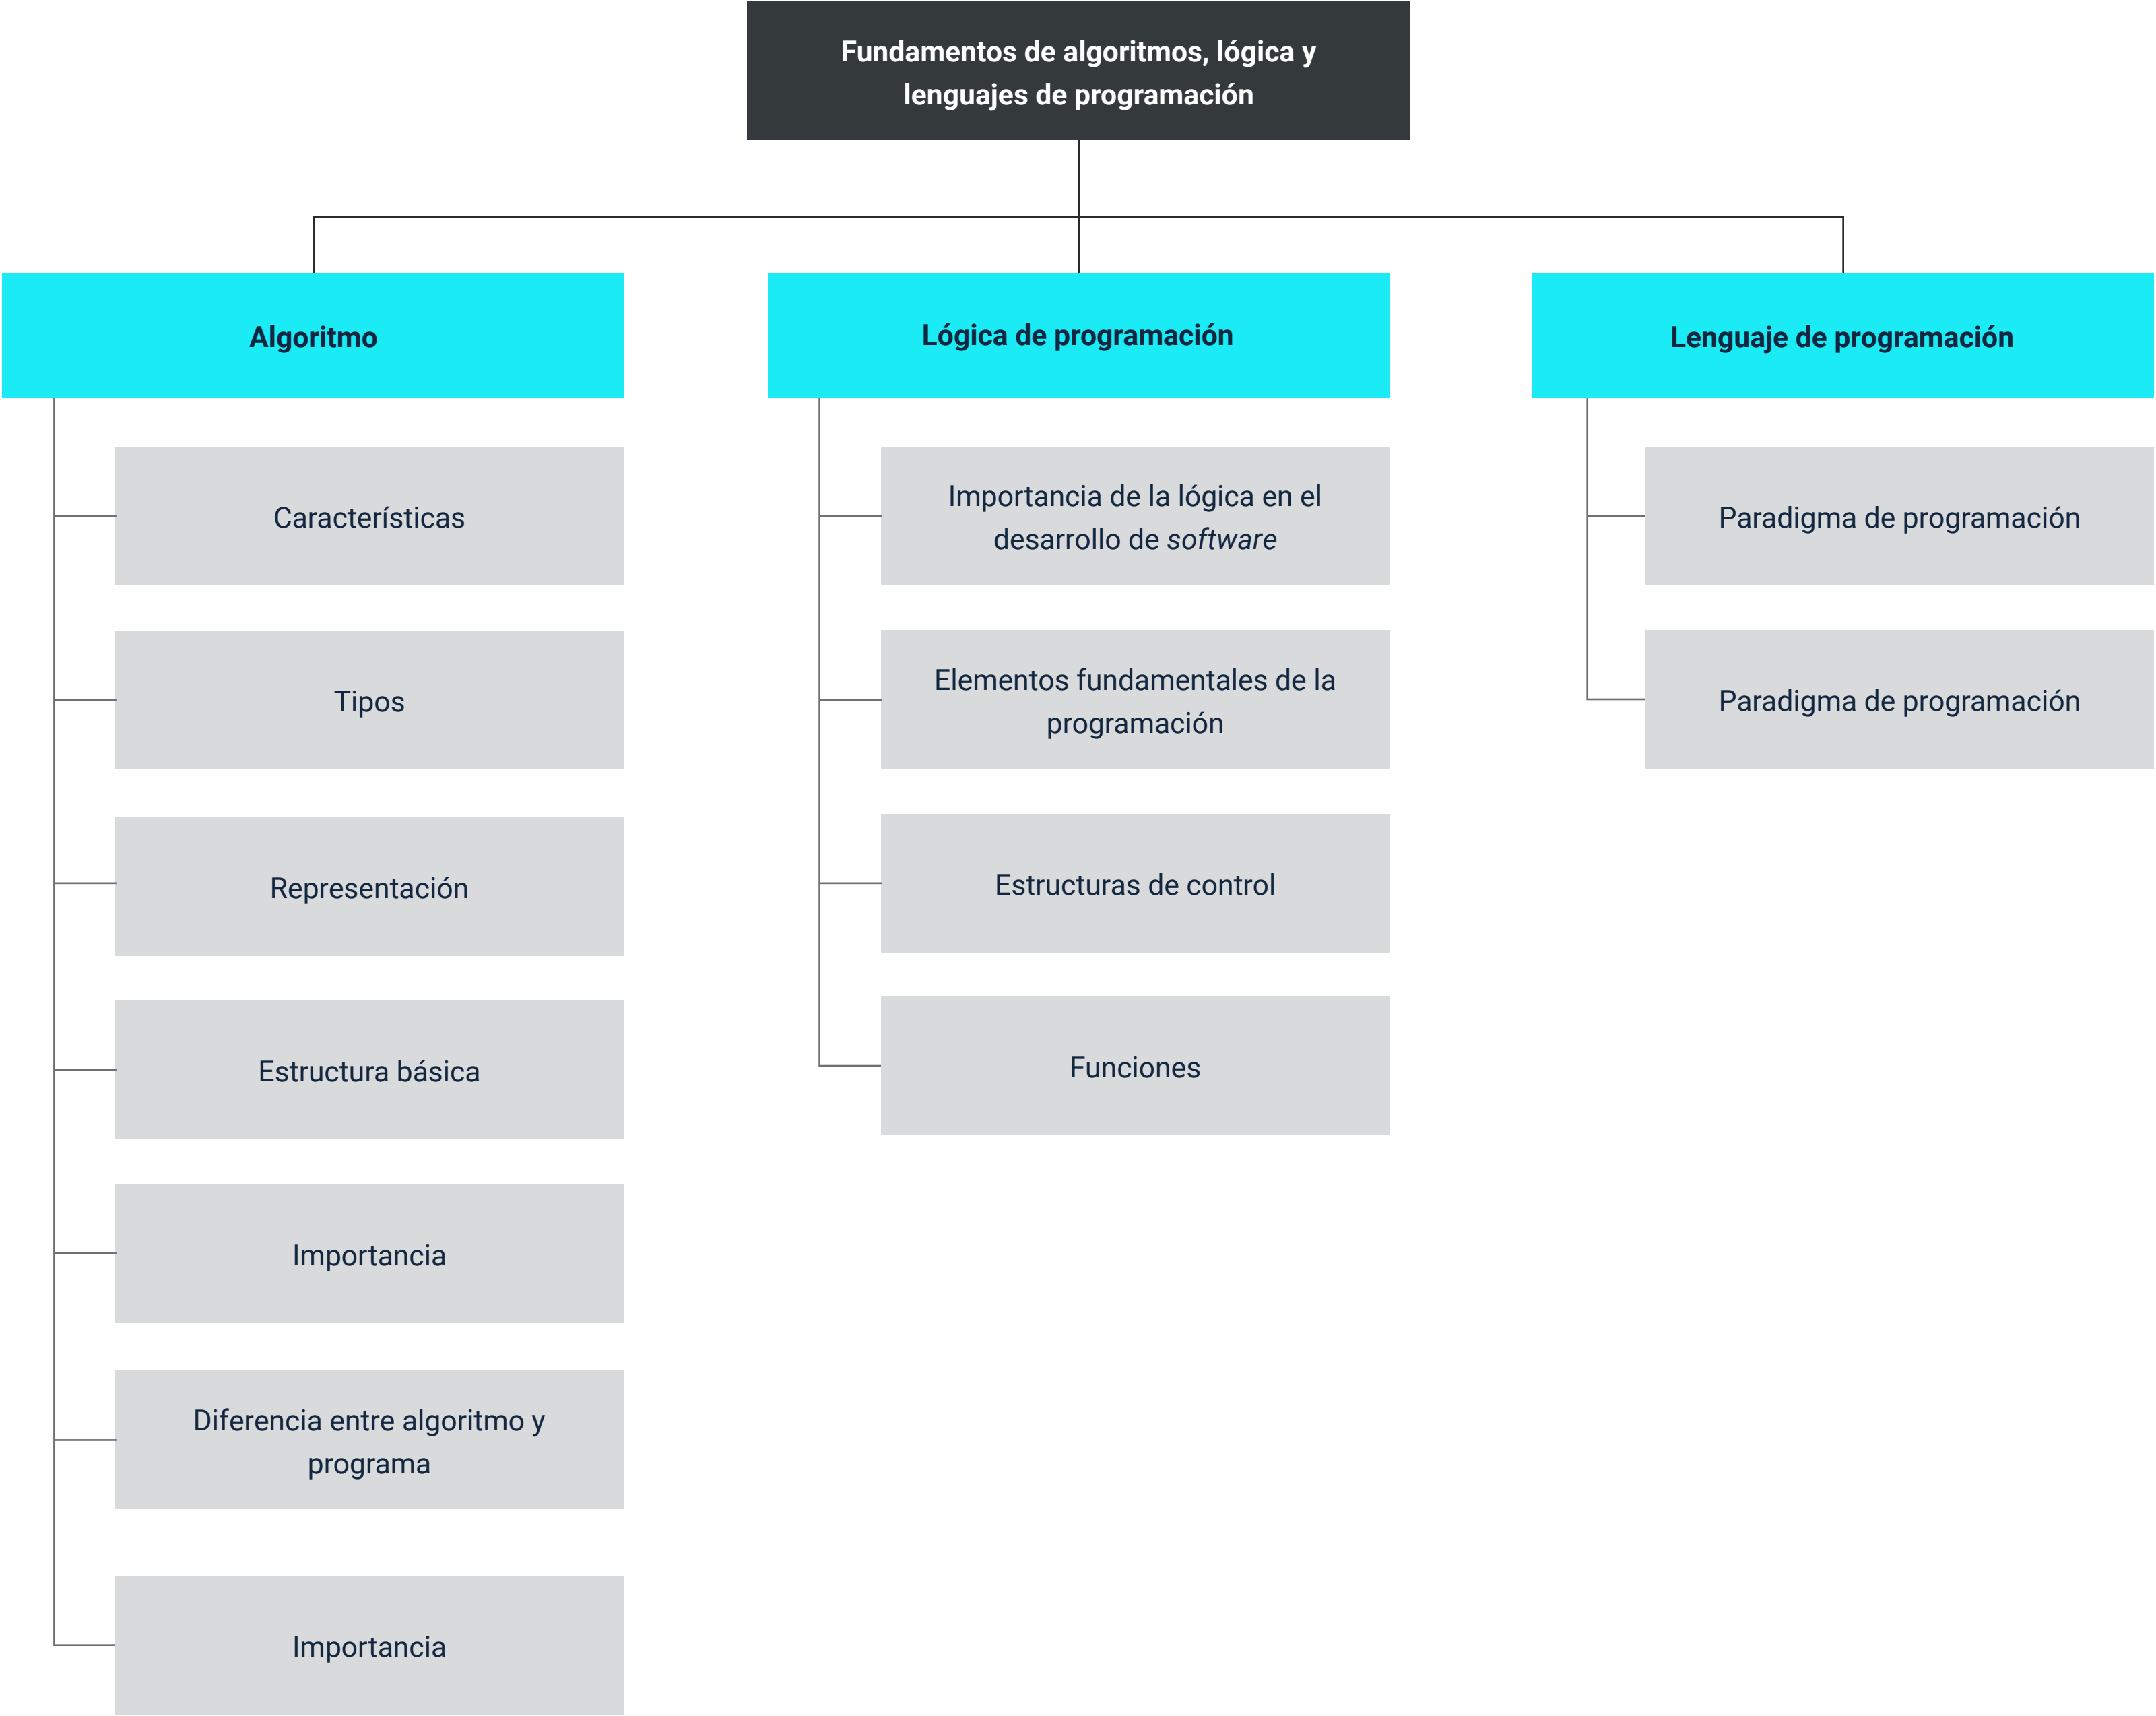 Fundamentos de algoritmos, lógica y
lenguajes de programación
Algoritmo
Características
Tipos
Representación
Estructura básica
Importancia
Diferencia entre algoritmo y
programa
Importancia
Lógica de programación
Importancia de la lógica en el
desarrollo de software
Elementos fundamentales de la
programación
Estructuras de control
Funciones
Lenguaje de programación
Paradigma de programación
Paradigma de programación